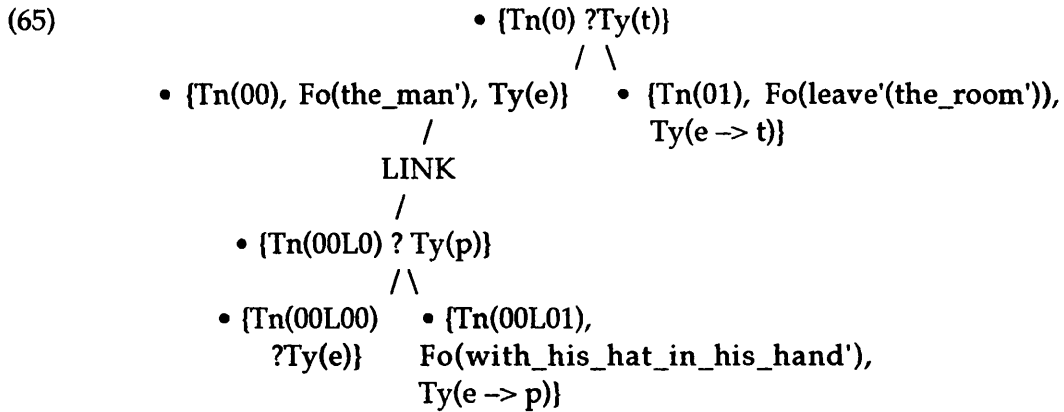 (65) • {Tn(0) ?Ty(t)}
/ \
• {Tn(00), Fo(the_man'), Ty(e)} • {Tn(01), Fo(leave'(the_room')),
/ Ty(e –> t)}
LINK
/
• {Tn(00L0) ? Ty(p)}
/ \
• {Tn(00L00) • {Tn(00L01),
?Ty(e)} Fo(with_his_hat_in_his_hand'),
Ty(e –> p)}